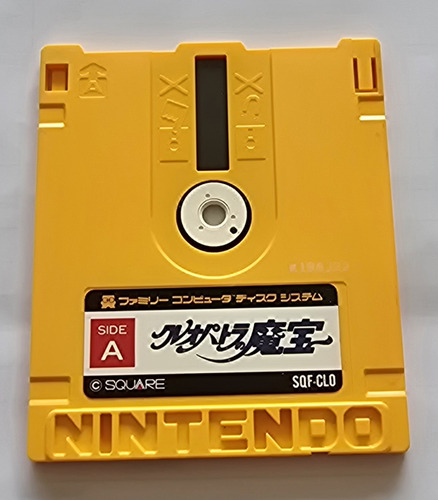 ファミリー コンピュータ ディスク システム
SIDE
A
クレオパトラの魔宝
© SQUARE
SQF-CLO
NINTENDO